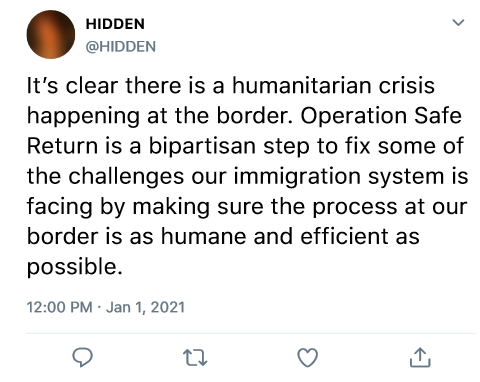 HIDDEN
@HIDDEN
It’s clear there is a humanitarian crisis
happening at the border. Operation Safe
Return is a bipartisan step to fix some of
the challenges our immigration system is
facing by making sure the process at our
border is as humane and efficient as
possible.
12:00 PM · Jan 1, 2021